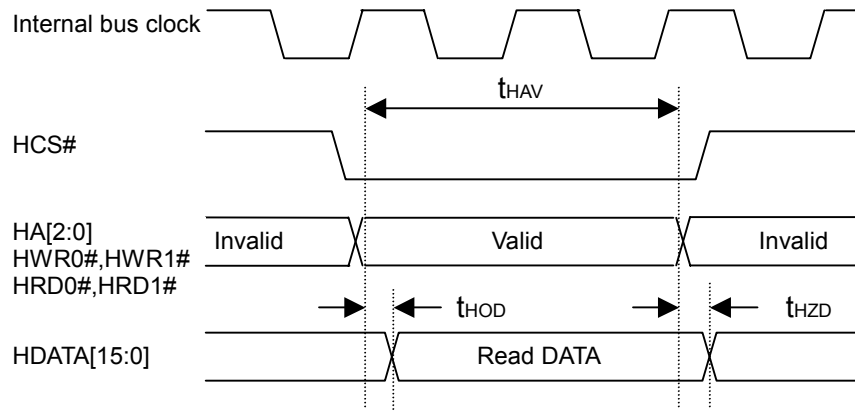 Internal bus clock
tHAV
HCS#
HA[2:0]
HWR0#,HWR1#
HRD0#,HRD1#
Invalid Valid Invalid
tHOD tHZD
HDATA[15:0] Read DATA